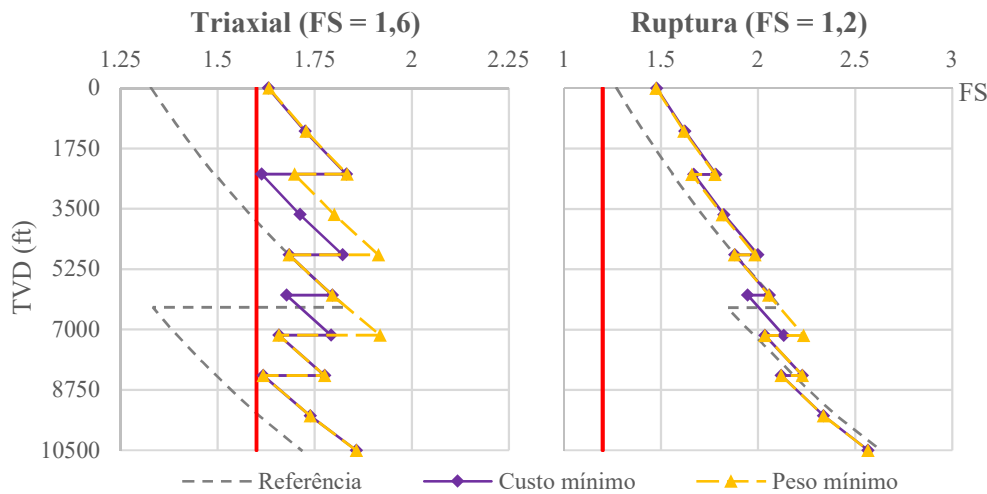 Triaxial (FS = 1,6)
1.25 1.5 1.75 2 2.25
0
1750
3500
5250
7000
8750
10500
TVD (ft)
Ruptura (FS = 1,2)
1 1.5 2 2.5 3
FS
Referência Custo mínimo Peso mínimo